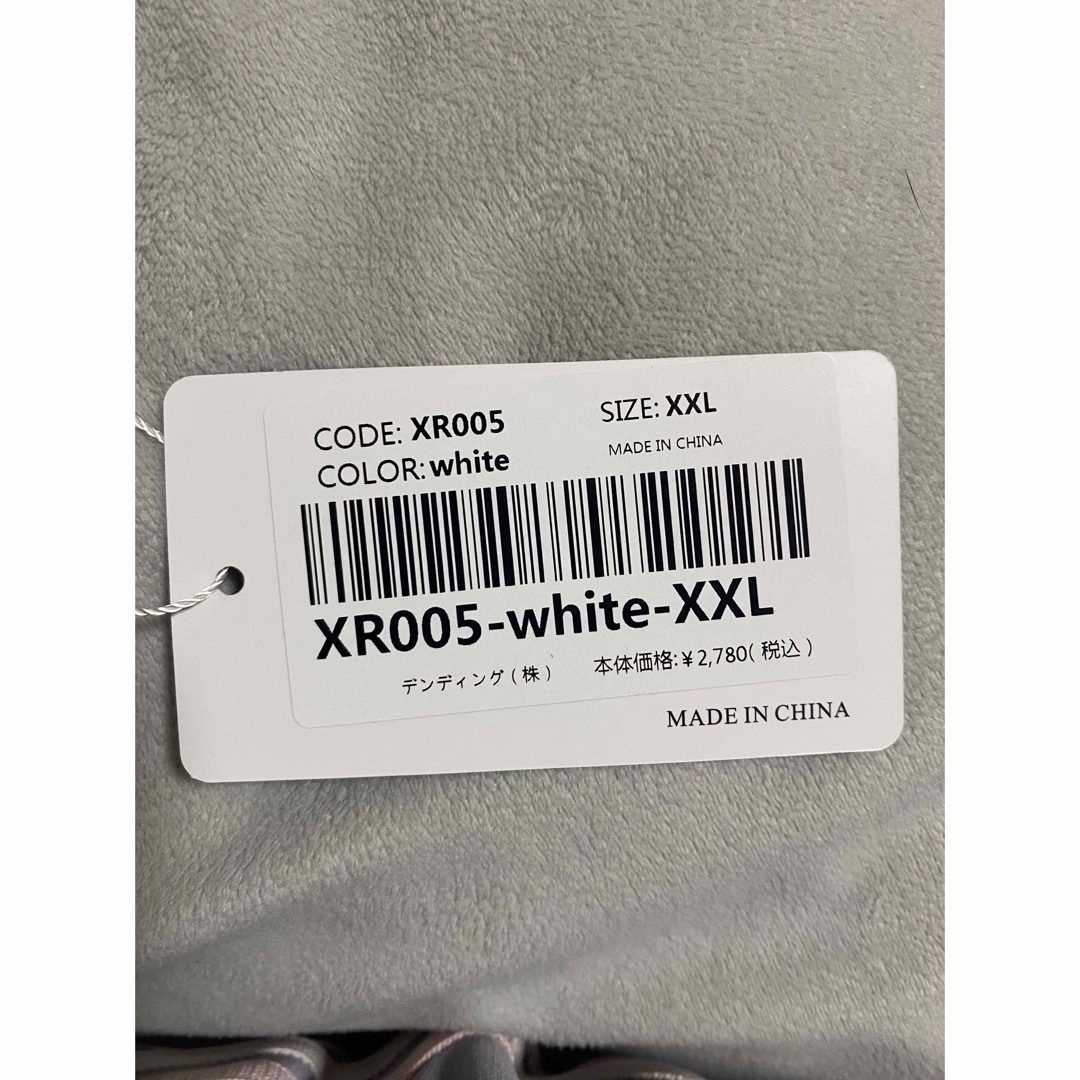 CODE: XR005
SIZE: XXL
COLOR: white
MADE IN CHINA
XR005-white-XXL
デンディング(株)
本体価格:¥2,780(税込)
MADE IN CHINA